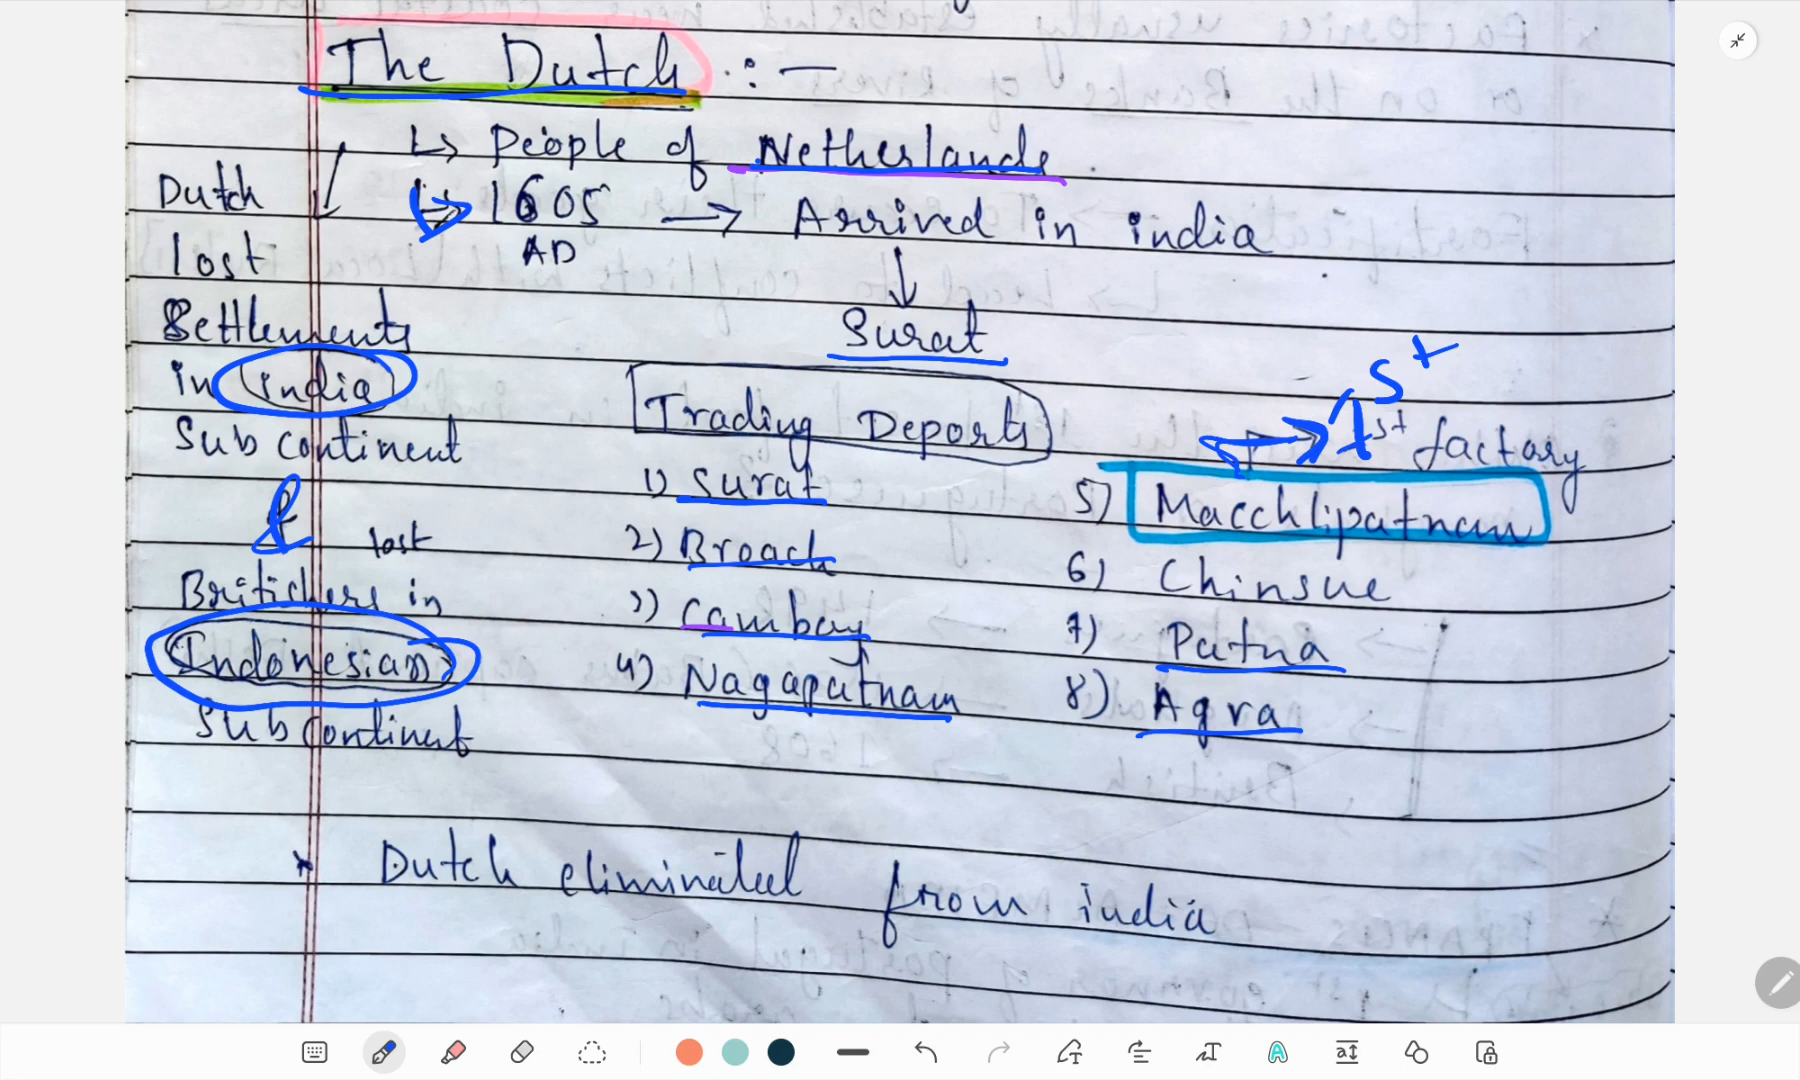 The Dutch :—
↳ People of Netherlands.
↳ 1605 → Arrived in india
AD
↓
Surat
Dutch
lost
Settlements
in india
Sub continent
&
lost
Britichers in
Indonesian
Sub continent
Trading Deports
1) Surat
2) Broach
3) Cambay
4) Nagapatnam
→ 1st
1st factory
5) Macchlipatnam
6) Chinsue
7) Patna
8) Agra
* Dutch eliminated from india